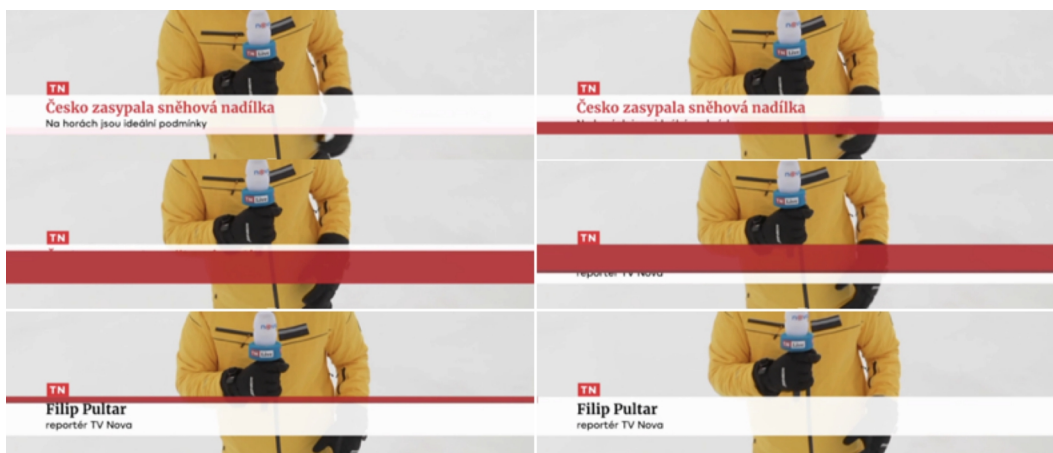 TN
Česko zasypala sněhová nadílka
Na horách jsou ideální podmínky
TN
Česko zasypala sněhová nadílka
TN
TN
reportér TV Nova
TN
Filip Pultar
reportér TV Nova
TN
Filip Pultar
reportér TV Nova